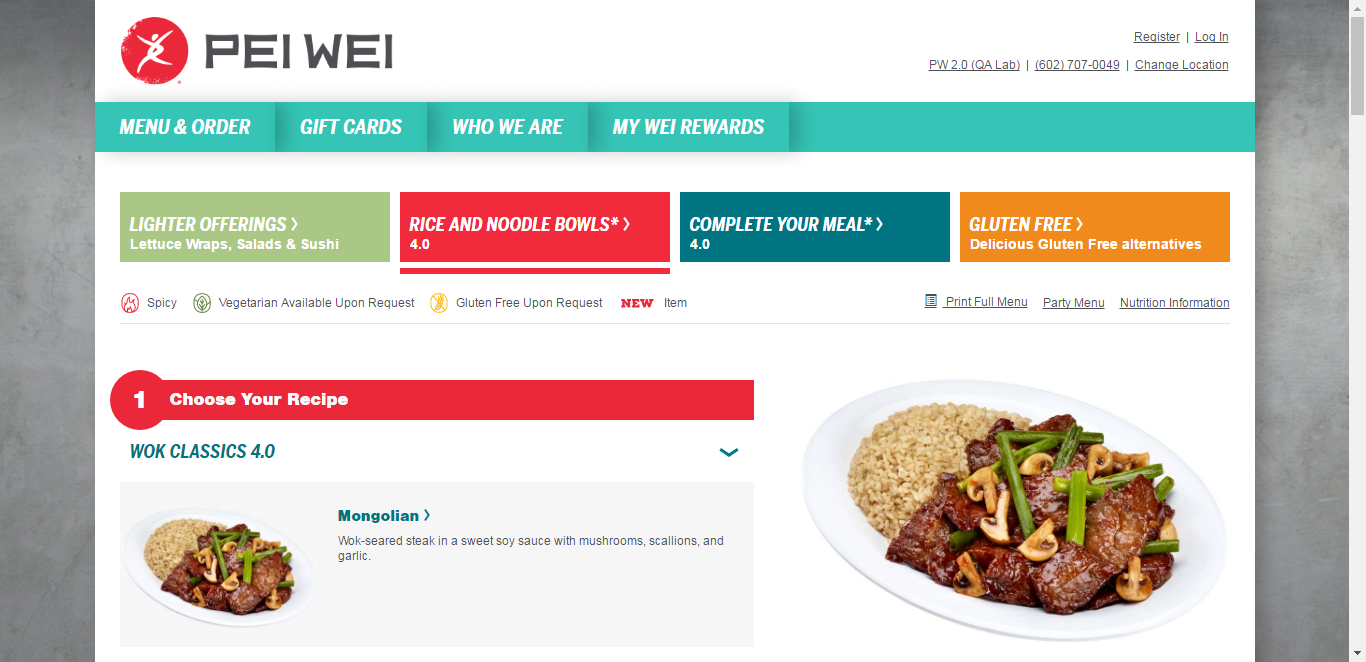 PEI WEI
Register | Log In
PW 2.0 (QA Lab) | (602) 707-0049 | Change Location
MENU & ORDER GIFT CARDS WHO WE ARE MY WEI REWARDS
LIGHTER OFFERINGS >
Lettuce Wraps, Salads & Sushi
RICE AND NOODLE BOWLS* >
4.0
COMPLETE YOUR MEAL* >
4.0
GLUTEN FREE >
Delicious Gluten Free alternatives
Spicy Vegetarian Available Upon Request Gluten Free Upon Request NEW Item
Print Full Menu Party Menu Nutrition Information
1 Choose Your Recipe
WOK CLASSICS 4.0
Mongolian >
Wok-seared steak in a sweet soy sauce with mushrooms, scallions, and
garlic.